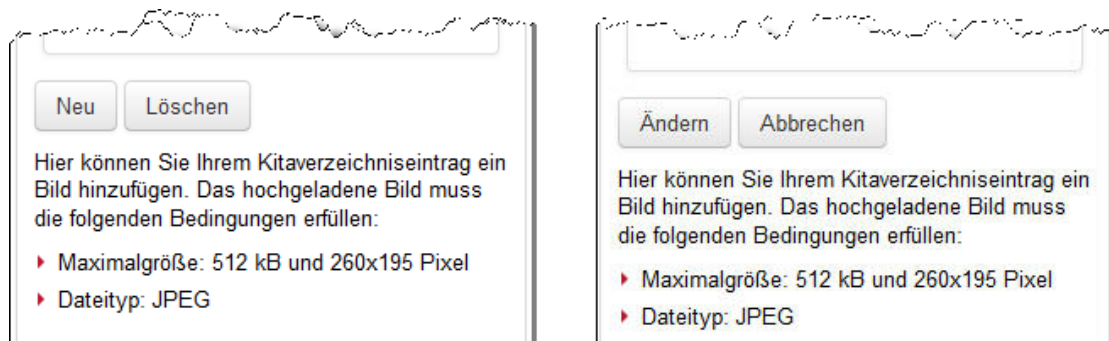 Neu Löschen
Hier können Sie Ihrem Kitaverzeichniseintrag ein
Bild hinzufügen. Das hochgeladene Bild muss
die folgenden Bedingungen erfüllen:
Maximalgröße: 512 kB und 260x195 Pixel
Dateityp: JPEG
Ändern Abbrechen
Hier können Sie Ihrem Kitaverzeichniseintrag ein
Bild hinzufügen. Das hochgeladene Bild muss
die folgenden Bedingungen erfüllen:
Maximalgröße: 512 kB und 260x195 Pixel
Dateityp: JPEG